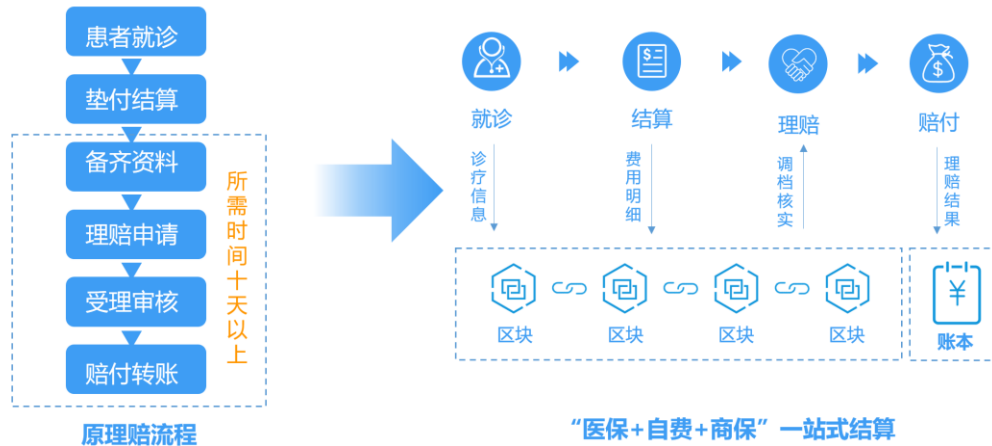 患者就诊
垫付结算
备齐资料
理赔申请
受理审核
赔付转账
所需时间十天以上
原理赔流程
就诊
结算
理赔
赔付
诊疗信息
费用明细
调档核实
理赔结果
区块
区块
区块
区块
账本
“医保+自费+商保”一站式结算